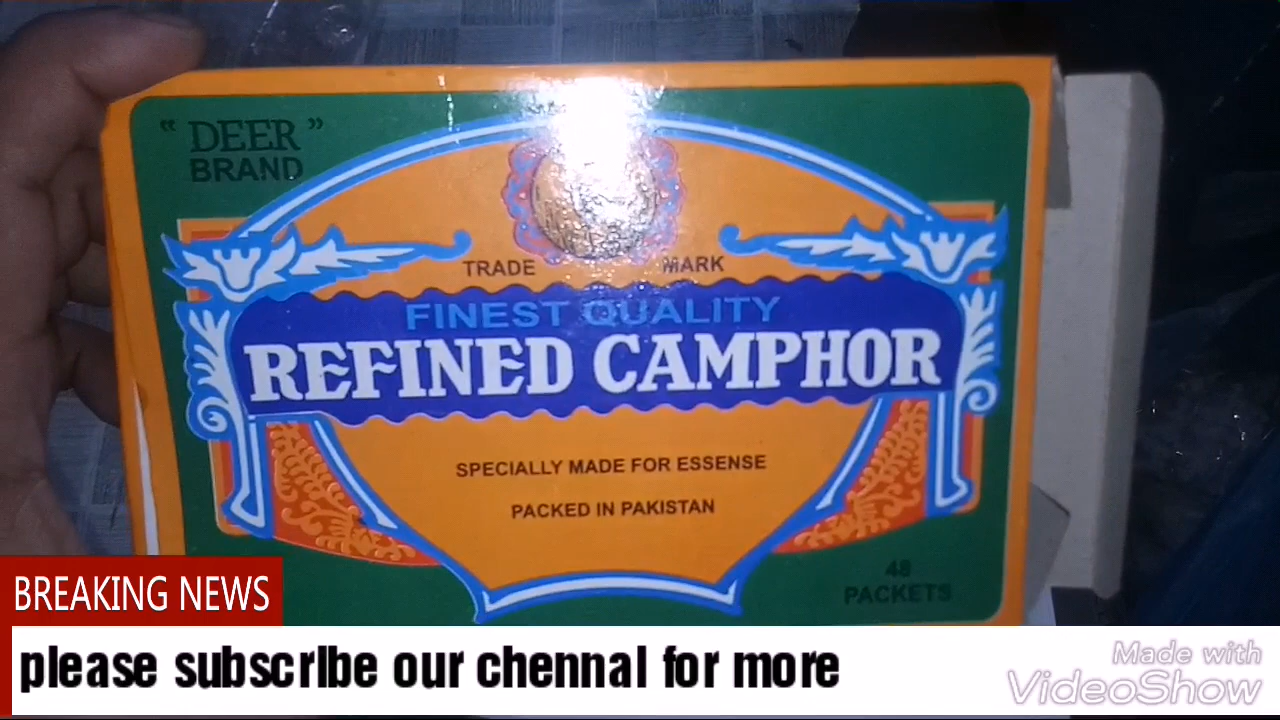 " DEER "
BRAND
TRADE MARK
FINEST QUALITY
REFINED CAMPHOR
SPECIALLY MADE FOR ESSENSE
PACKED IN PAKISTAN
48
PACKETS
BREAKING NEWS
please subscribe our chennal for more
Made with
VideoShow